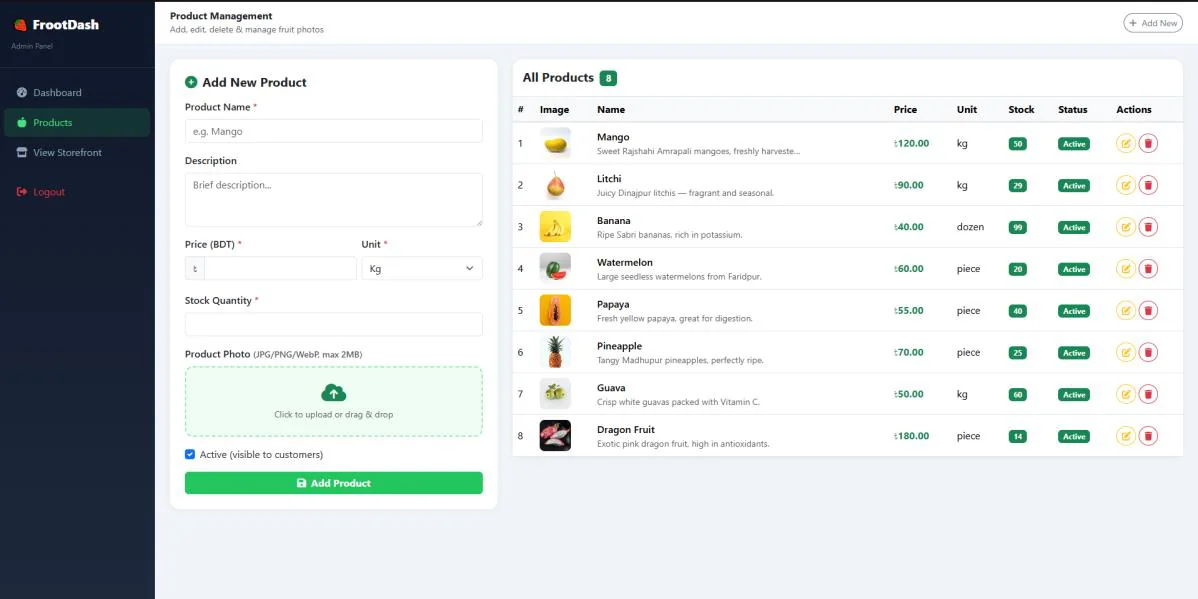 FrootDash
Admin Panel
Dashboard
Products
View Storefront
Logout
Product Management
Add, edit, delete & manage fruit photos
Add New
Add New Product
Product Name *
e.g. Mango
Description
Brief description...
Price (BDT) *
Unit *
৳
Kg
Stock Quantity *
Product Photo (JPG/PNG/WebP, max 2MB)
Click to upload or drag & drop
Active (visible to customers)
Add Product
All Products 8
# Image Name Price Unit Stock Status Actions
1 Mango ৳120.00 kg 50 Active
Sweet Rajshahi Amrapali mangoes, freshly harveste...
2 Litchi ৳90.00 kg 29 Active
Juicy Dinajpur litchis — fragrant and seasonal.
3 Banana ৳40.00 dozen 99 Active
Ripe Sabri bananas, rich in potassium.
4 Watermelon ৳60.00 piece 20 Active
Large seedless watermelons from Faridpur.
5 Papaya ৳55.00 piece 40 Active
Fresh yellow papaya, great for digestion.
6 Pineapple ৳70.00 piece 25 Active
Tangy Madhupur pineapples, perfectly ripe.
7 Guava ৳50.00 kg 60 Active
Crisp white guavas packed with Vitamin C.
8 Dragon Fruit ৳180.00 piece 14 Active
Exotic pink dragon fruit, high in antioxidants.